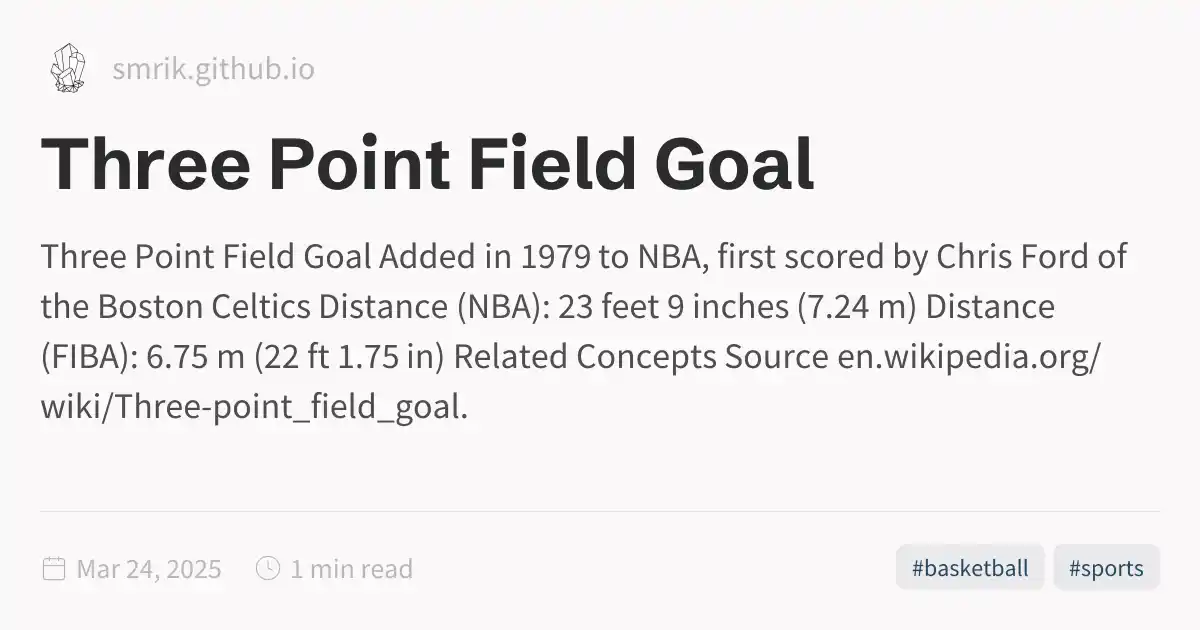 smrik.github.io
Three Point Field Goal
Three Point Field Goal Added in 1979 to NBA, first scored by Chris Ford of
the Boston Celtics Distance (NBA): 23 feet 9 inches (7.24 m) Distance
(FIBA): 6.75 m (22 ft 1.75 in) Related Concepts Source en.wikipedia.org/
wiki/Three-point_field_goal.
Mar 24, 2025 1 min read #basketball #sports